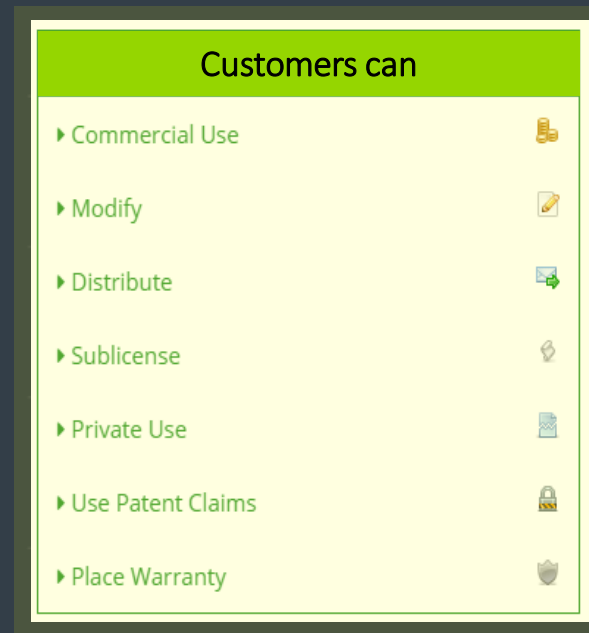 Customers can
Commercial Use
Modify
Distribute
Sublicense
Private Use
Use Patent Claims
Place Warranty